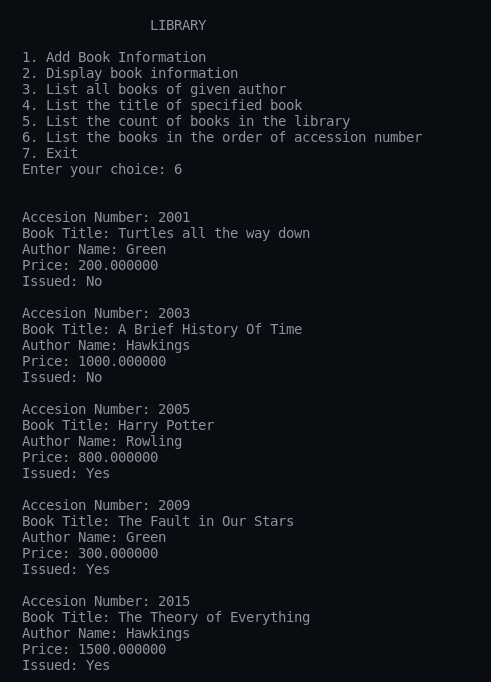 LIBRARY
1. Add Book Information
2. Display book information
3. List all books of given author
4. List the title of specified book
5. List the count of books in the library
6. List the books in the order of accession number
7. Exit
Enter your choice: 6
Accesion Number: 2001
Book Title: Turtles all the way down
Author Name: Green
Price: 200.000000
Issued: No
Accesion Number: 2003
Book Title: A Brief History Of Time
Author Name: Hawkings
Price: 1000.000000
Issued: No
Accesion Number: 2005
Book Title: Harry Potter
Author Name: Rowling
Price: 800.000000
Issued: Yes
Accesion Number: 2009
Book Title: The Fault in Our Stars
Author Name: Green
Price: 300.000000
Issued: Yes
Accesion Number: 2015
Book Title: The Theory of Everything
Author Name: Hawkings
Price: 1500.000000
Issued: Yes